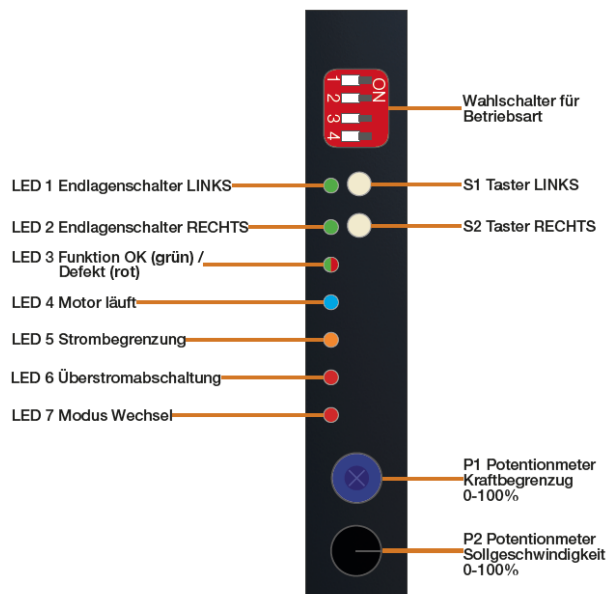 ON
1
2
3
4
Wahlschalter für
Betriebsart
LED 1 Endlagenschalter LINKS
S1 Taster LINKS
LED 2 Endlagenschalter RECHTS
S2 Taster RECHTS
LED 3 Funktion OK (grün) /
Defekt (rot)
LED 4 Motor läuft
LED 5 Strombegrenzung
LED 6 Überstromabschaltung
LED 7 Modus Wechsel
P1 Potentionmeter
Kraftbegrenzug
0-100%
P2 Potentionmeter
Sollgeschwindigkeit
0-100%